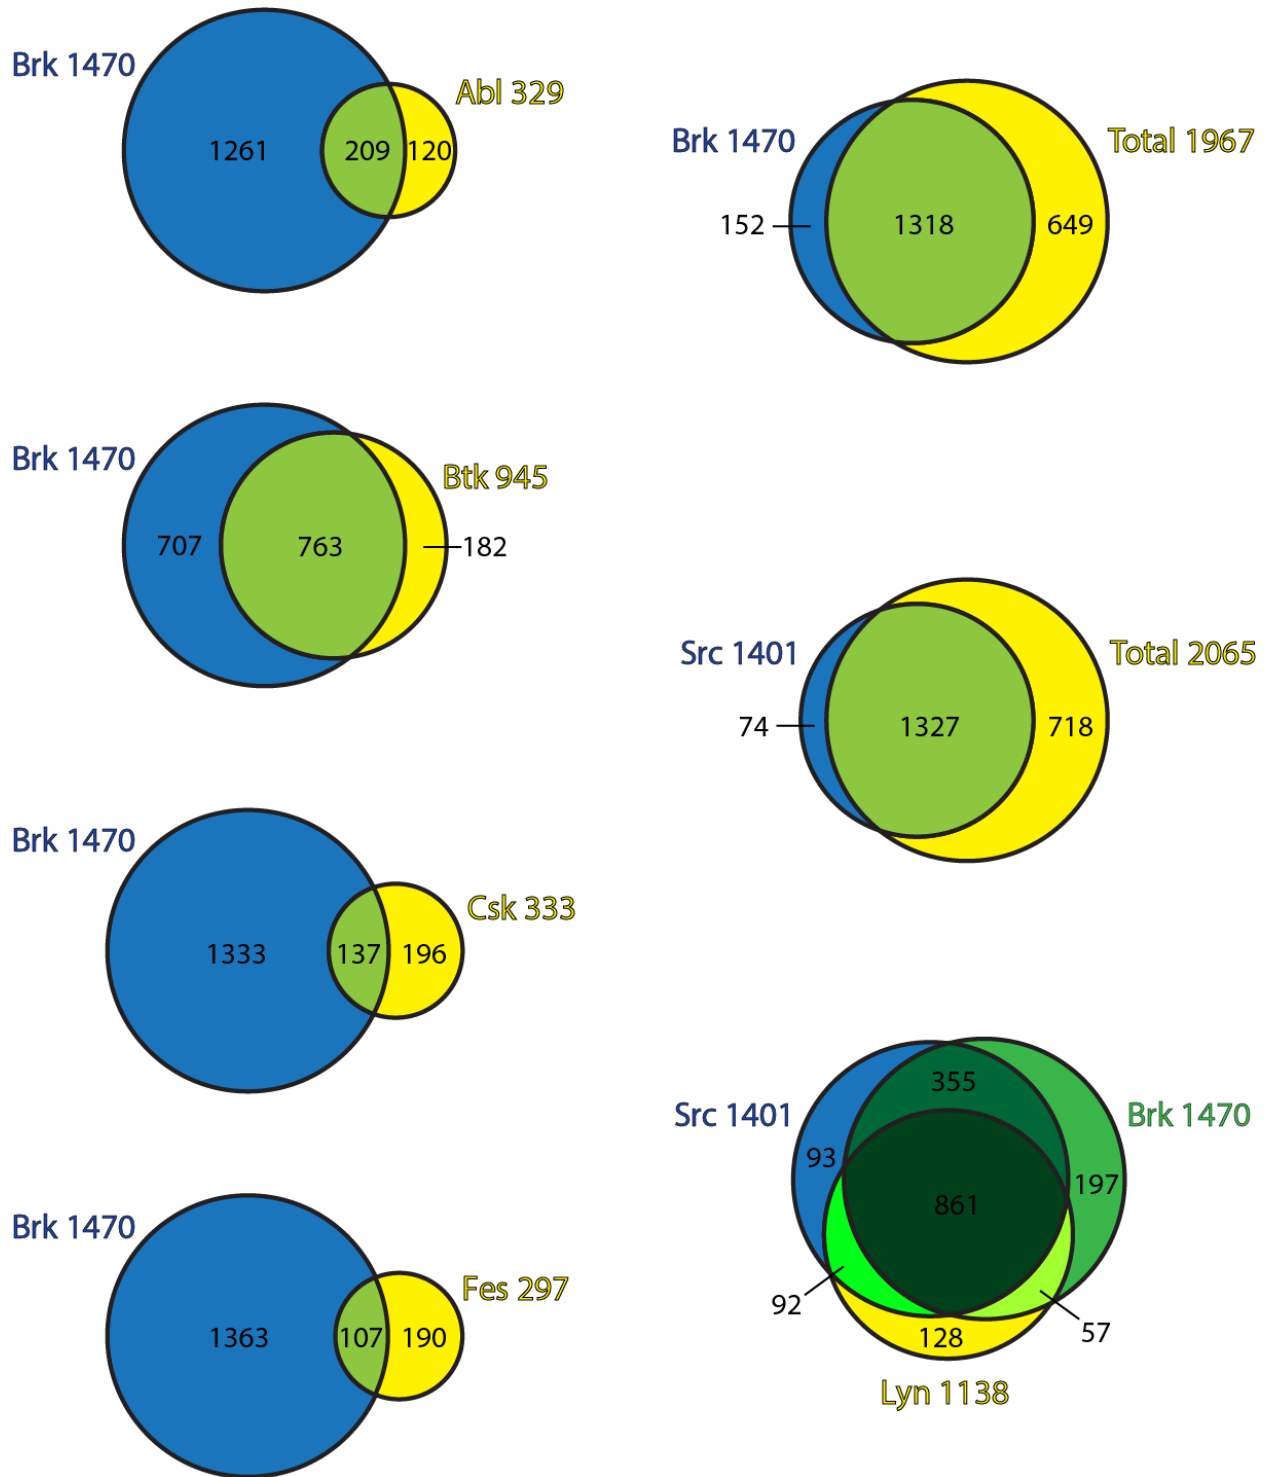 Brk 1470
Abl 329
1261
209
120
Brk 1470
Btk 945
707
763
182
Brk 1470
Csk 333
1333
137
196
Brk 1470
Fes 297
1363
107
190
Brk 1470
Total 1967
152
1318
649
Src 1401
Total 2065
74
1327
718
Src 1401
355
Brk 1470
93
861
197
92
128
57
Lyn 1138